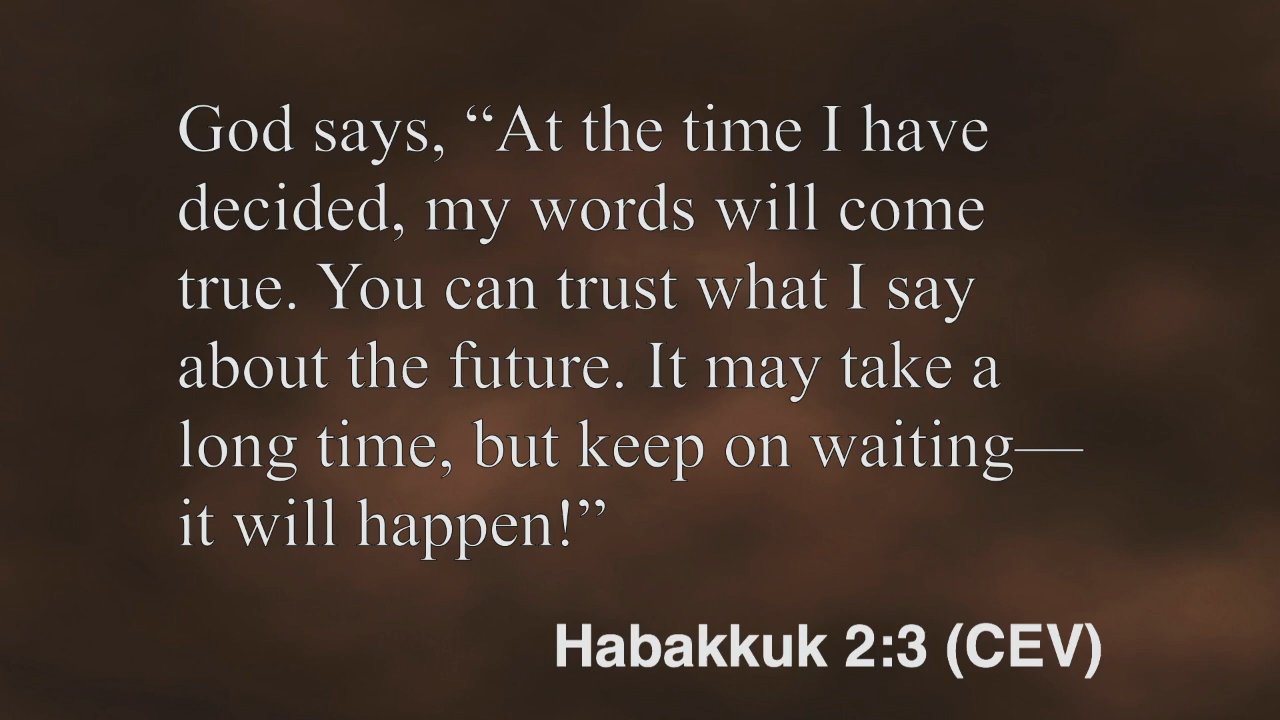 God says, “At the time I have
decided, my words will come
true. You can trust what I say
about the future. It may take a
long time, but keep on waiting—
it will happen!”
Habakkuk 2:3 (CEV)